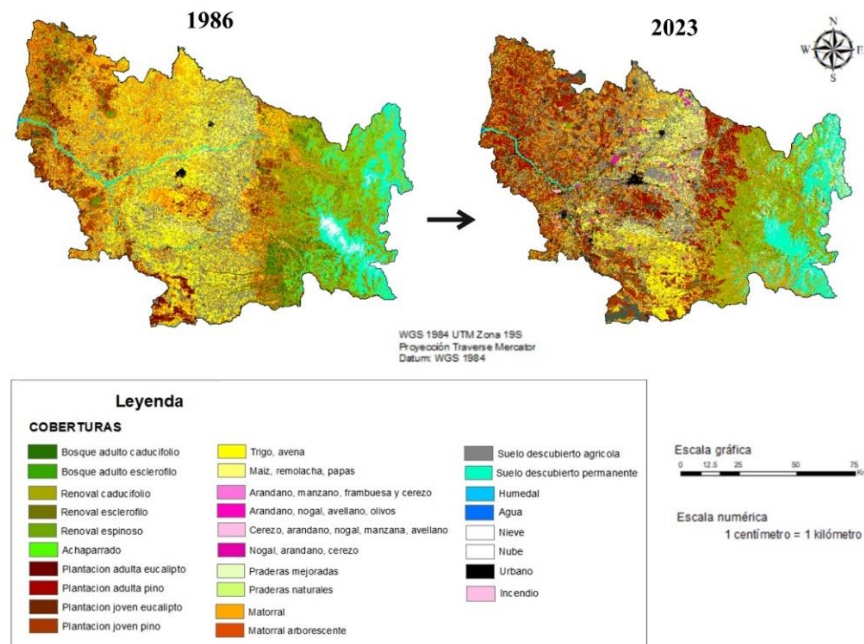 1986
2023
N
W
E
S
WGS 1984 UTM Zona 19S
Proyección Traverse Mercator
Datum: WGS 1984
Leyenda
COBERTURAS
Bosque adulto caducifolio
Bosque adulto esclerofilo
Renoval caducifolio
Renoval esclerofilo
Renoval espinoso
Achaparrado
Plantacion adulta eucalipto
Plantacion adulta pino
Plantacion joven eucalipto
Plantacion joven pino
Trigo, avena
Maiz, remolacha, papas
Arandano, manzano, frambuesa y cerezo
Arandano, nogal, avellano, olivos
Cerezo, arandano, nogal, manzana, avellano
Nogal, arandano, cerezo
Praderas mejoradas
Praderas naturales
Matorral
Matorral arborescente
Suelo descubierto agricola
Suelo descubierto permanente
Humedal
Agua
Nieve
Nube
Urbano
Incendio
Escala gráfica
0 12.5 25 50 75
Escala numérica
1 centímetro = 1 kilómetro